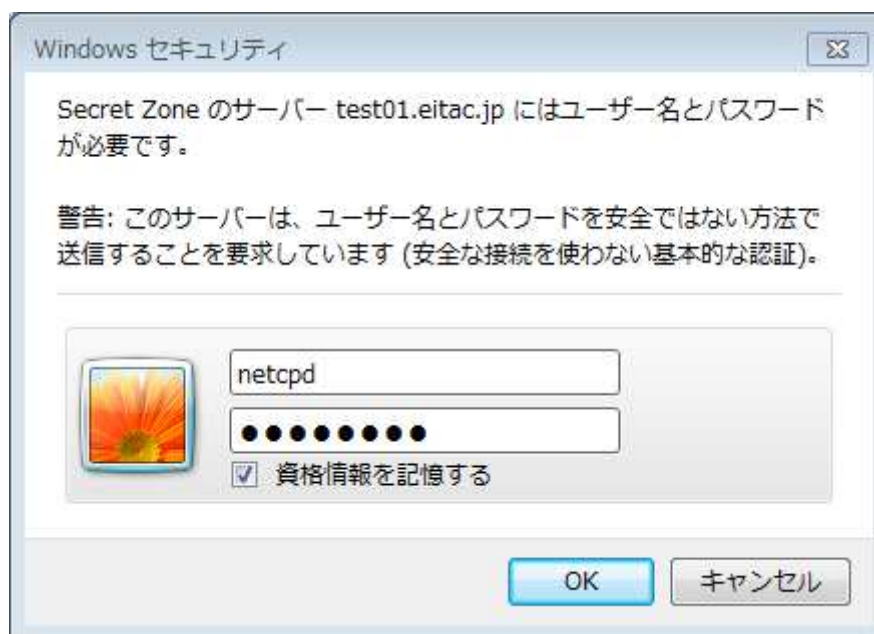 Windows セキュリティ
Secret Zone のサーバー test01.eitac.jp にはユーザー名とパスワード
が必要です。
警告: このサーバーは、ユーザー名とパスワードを安全ではない方法で
送信することを要求しています (安全な接続を使わない基本的な認証)。
netcpd
●●●●●●●●
資格情報を記憶する
OK キャンセル